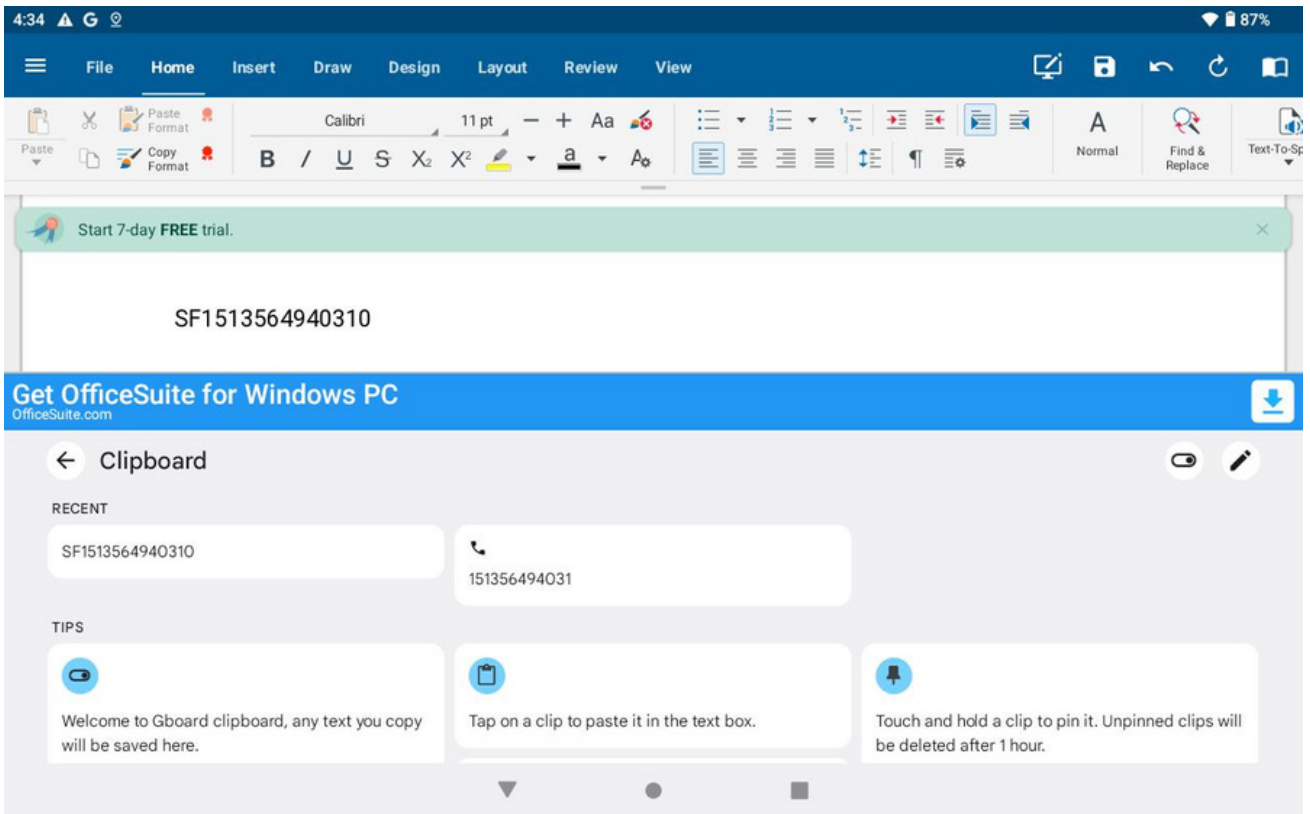 4:34 G 87%
File Home Insert Draw Design Layout Review View
Paste
Paste Format
Copy Format
Calibri 11 pt Aa
B I U S X₂ X² a A
A
Normal
Find & Replace
Text-To-Sp
Start 7-day FREE trial.
SF1513564940310
Get OfficeSuite for Windows PC
OfficeSuite.com
Clipboard
RECENT
SF1513564940310
151356494031
TIPS
Welcome to Gboard clipboard, any text you copy
will be saved here.
Tap on a clip to paste it in the text box.
Touch and hold a clip to pin it. Unpinned clips will
be deleted after 1 hour.